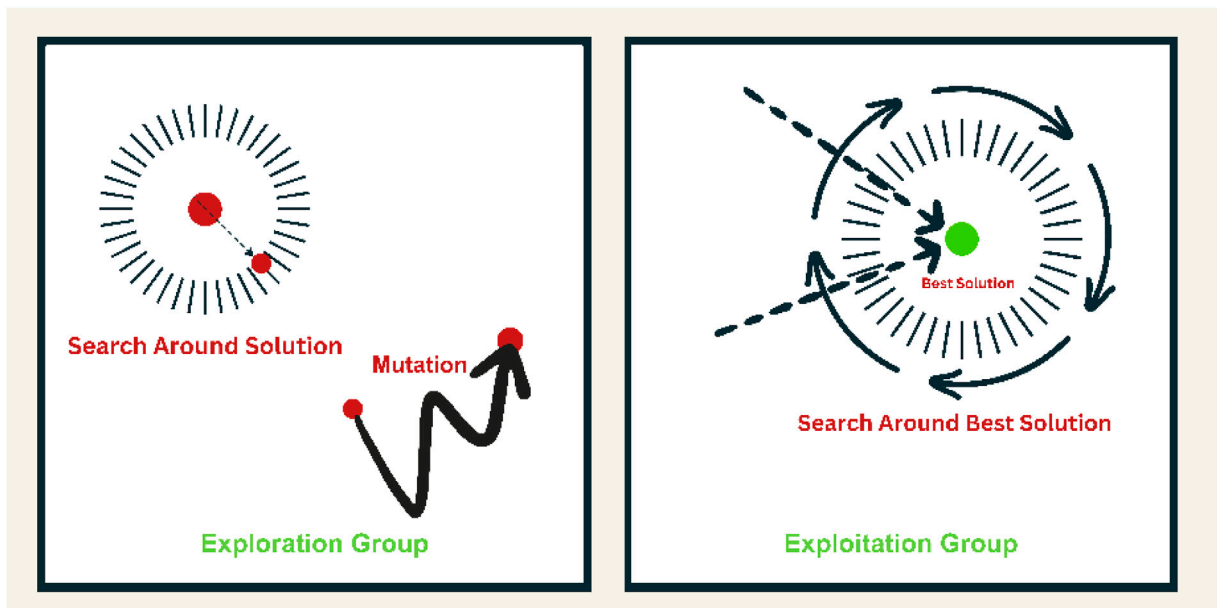 Search Around Solution
Mutation
Exploration Group
Best Solution
Search Around Best Solution
Exploitation Group